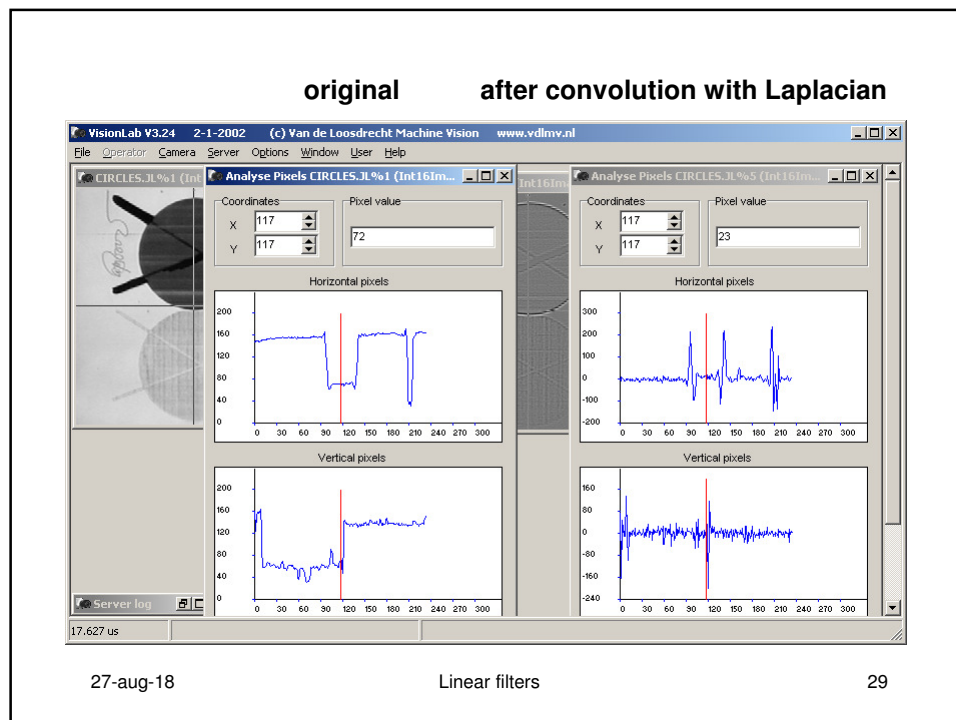 original after convolution with Laplacian
VisionLab V3.24 2-1-2002 (c) Van de Loosdrecht Machine Vision www.vdlmv.nl
File Operator Camera Server Options Window User Help
CIRCLES.JL%1 (Int
Analyse Pixels CIRCLES.JL%1 (Int16Im...
Int16Ima
Analyse Pixels CIRCLES.JL%5 (Int16Im...
Coordinates
X 117
Y 117
Pixel value
72
Horizontal pixels
200
160
120
80
40
0
0 30 60 90 120 150 180 210 240 270 300
Vertical pixels
200
160
120
80
40
0
0 30 60 90 120 150 180 210 240 270 300
Coordinates
X 117
Y 117
Pixel value
23
Horizontal pixels
300
200
100
0
-100
-200
0 30 60 90 120 150 180 210 240 270 300
Vertical pixels
160
80
0
-80
-160
-240
0 30 60 90 120 150 180 210 240 270 300
Server log
17.627 us
27-aug-18 Linear filters 29